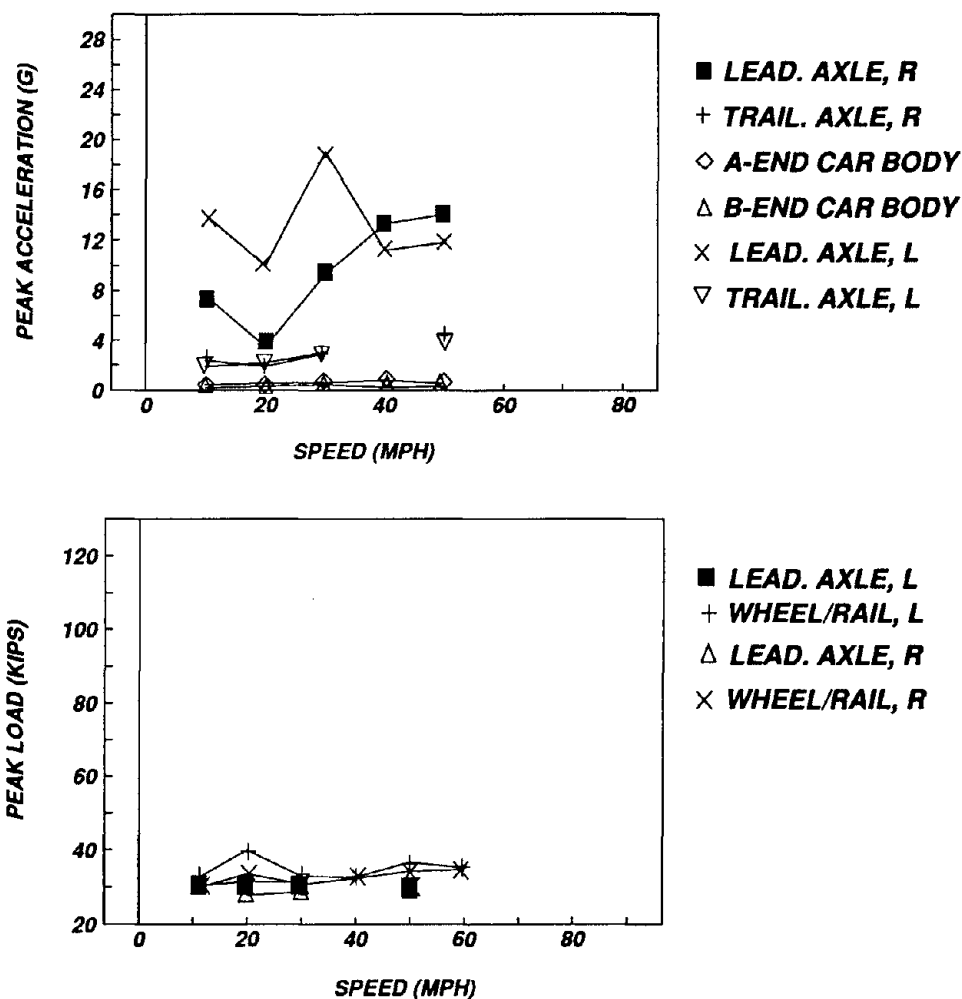 PEAK ACCELERATION (G)
28
24
20
16
12
8
4
0
0 20 40 60 80
SPEED (MPH)
LEAD. AXLE, R
TRAIL. AXLE, R
A-END CAR BODY
B-END CAR BODY
LEAD. AXLE, L
TRAIL. AXLE, L
PEAK LOAD (KIPS)
120
100
80
60
40
20
0 20 40 60 80
SPEED (MPH)
LEAD. AXLE, L
WHEEL/RAIL, L
LEAD. AXLE, R
WHEEL/RAIL, R